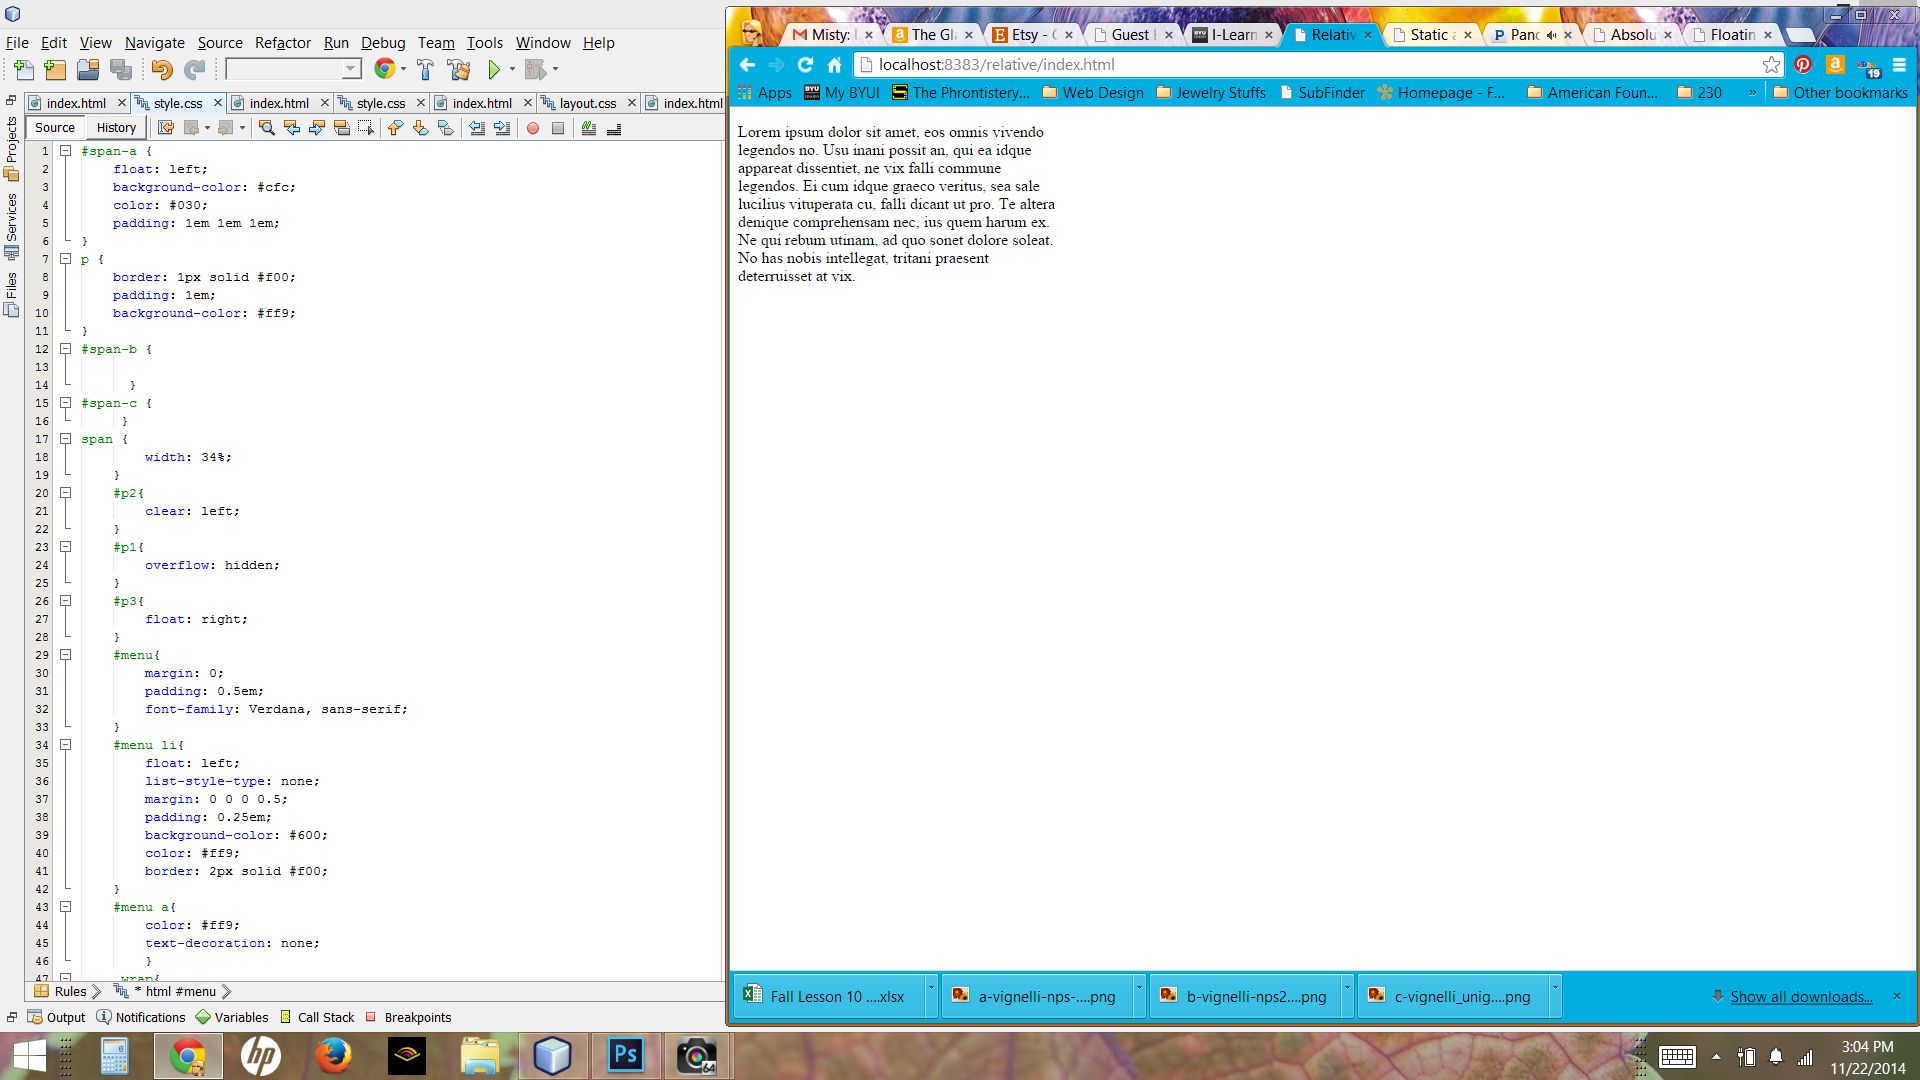 File Edit View Navigate Source Refactor Run Debug Team Tools Window Help
index.html style.css index.html style.css index.html layout.css index.html
Source History
Projects
Services
Files
1 #span-a {
2 float: left;
3 background-color: #cfc;
4 color: #030;
5 padding: 1em 1em 1em;
6 }
7 p {
8 border: 1px solid #f00;
9 padding: 1em;
10 background-color: #ff9;
11 }
12 #span-b {
13
14 }
15 #span-c {
16 }
17 span {
18 width: 34%;
19 }
20 #p2{
21 clear: left;
22 }
23 #p1{
24 overflow: hidden;
25 }
26 #p3{
27 float: right;
28 }
29 #menu{
30 margin: 0;
31 padding: 0.5em;
32 font-family: Verdana, sans-serif;
33 }
34 #menu li{
35 float: left;
36 list-style-type: none;
37 margin: 0 0 0 0.5;
38 padding: 0.25em;
39 background-color: #600;
40 color: #ff9;
41 border: 2px solid #f00;
42 }
43 #menu a{
44 color: #ff9;
45 text-decoration: none;
46 }
47 .wrap{
Rules * html #menu
Output Notifications Variables Call Stack Breakpoints
Misty: The Gl Etsy - Guest I-Learn Relativ Static a Pand Absolu Floatin
localhost:8383/relative/index.html
19
Apps My BYUI The Phrontistery... Web Design Jewelry Stuffs SubFinder Homepage - F... American Foun... 230 » Other bookmarks
Lorem ipsum dolor sit amet, eos omnis vivendo
legendos no. Usu inani possit an, qui ea idque
appareat dissentiet, ne vix falli commune
legendos. Ei cum idque graeco veritus, sea sale
lucilius vituperata cu, falli dicant ut pro. Te altera
denique comprehensam nec, ius quem harum ex.
Ne qui rebum utinam, ad quo sonet dolore soleat.
No has nobis intellegat, tritani praesent
deterruisset at vix.
Fall Lesson 10 ....xlsx a-vignelli-nps-....png b-vignelli-nps2....png c-vignelli_unig....png Show all downloads...
hp Ps 64
3:04 PM
11/22/2014